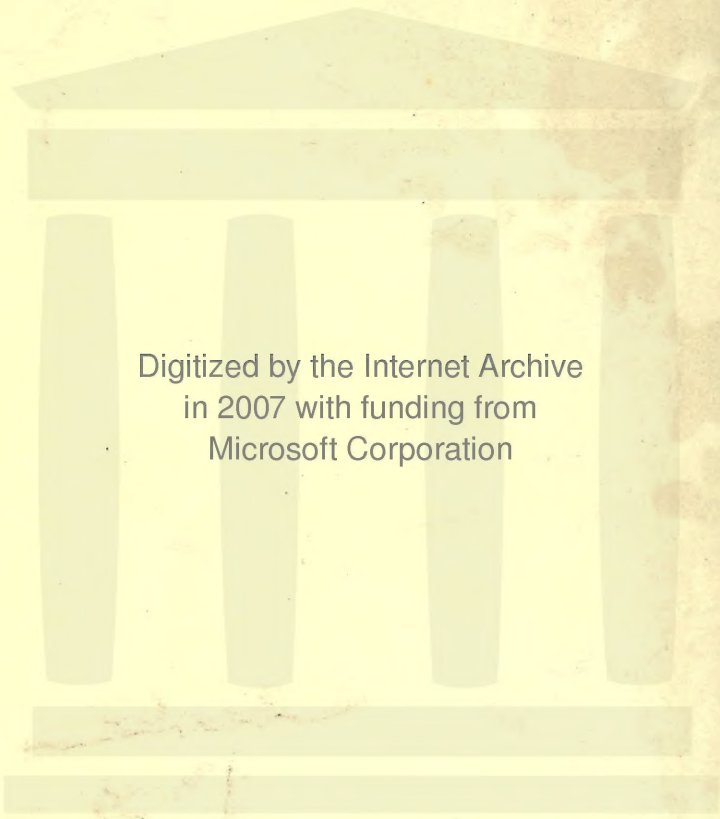 Digitized by the Internet Archive
in 2007 with funding from
Microsoft Corporation